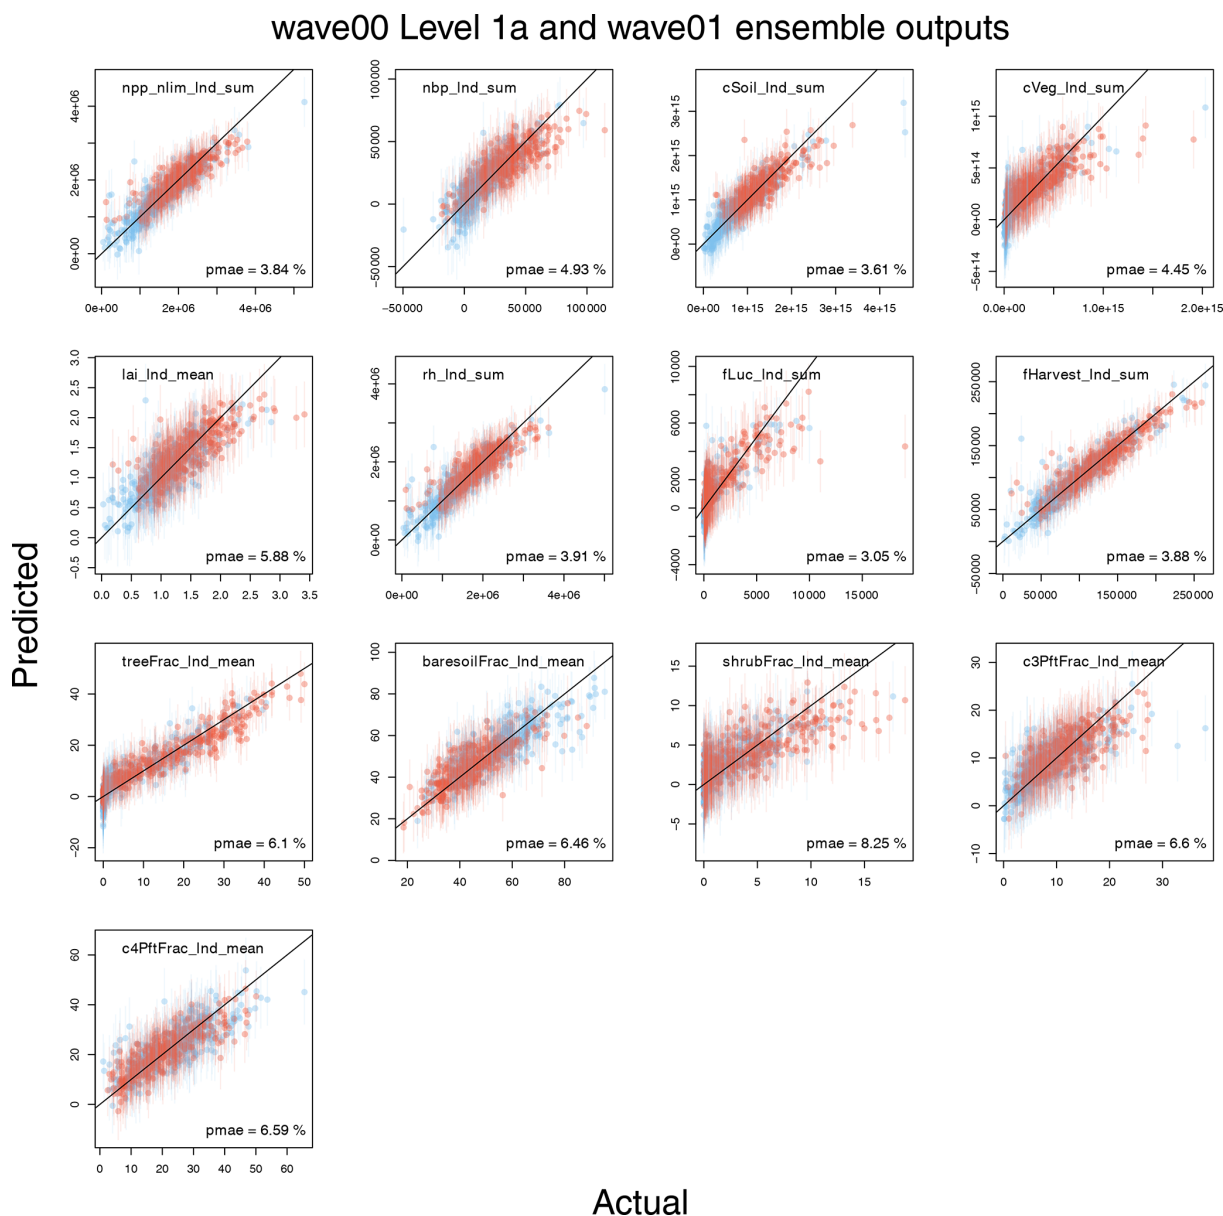 wave00 Level 1a and wave01 ensemble outputs
npp_nlim_lnd_sum
pmae = 3.84 %
0e+00 2e+06 4e+06
0e+00 2e+06 4e+06
nbp_lnd_sum
pmae = 4.93 %
−50000 0 50000 100000
−50000 0 50000 100000
cSoil_lnd_sum
pmae = 3.61 %
0e+00 1e+15 2e+15 3e+15
0e+00 1e+15 2e+15 3e+15 4e+15
cVeg_lnd_sum
pmae = 4.45 %
−5e+14 0e+00 5e+14 1e+15
0.0e+00 1.0e+15 2.0e+15
lai_lnd_mean
pmae = 5.88 %
−0.5 0.0 0.5 1.0 1.5 2.0 2.5 3.0
0.0 0.5 1.0 1.5 2.0 2.5 3.0 3.5
rh_lnd_sum
pmae = 3.91 %
0e+00 2e+06 4e+06
0e+00 2e+06 4e+06
fLuc_lnd_sum
pmae = 3.05 %
−4000 0 2000 6000 10000
0 5000 10000 15000
fHarvest_lnd_sum
pmae = 3.88 %
−50000 50000 150000 250000
0 50000 150000 250000
treeFrac_lnd_mean
pmae = 6.1 %
−20 0 20 40
0 10 20 30 40 50
baresoilFrac_lnd_mean
pmae = 6.46 %
0 20 40 60 80 100
20 40 60 80
shrubFrac_lnd_mean
pmae = 8.25 %
−5 0 5 10 15
0 5 10 15
c3PftFrac_lnd_mean
pmae = 6.6 %
−10 0 10 20 30
0 10 20 30
c4PftFrac_lnd_mean
pmae = 6.59 %
0 20 40 60
0 10 20 30 40 50 60
Predicted
Actual